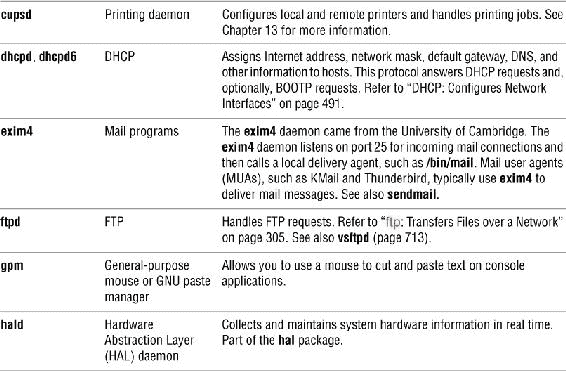 cupsd Printing daemon Configures local and remote printers and handles printing jobs. See
Chapter 13 for more information.
dhcpd, dhcpd6 DHCP Assigns Internet address, network mask, default gateway, DNS, and
other information to hosts. This protocol answers DHCP requests and,
optionally, BOOTP requests. Refer to “DHCP: Configures Network
Interfaces” on page 491.
exim4 Mail programs The exim4 daemon came from the University of Cambridge. The
exim4 daemon listens on port 25 for incoming mail connections and
then calls a local delivery agent, such as /bin/mail. Mail user agents
(MUAs), such as KMail and Thunderbird, typically use exim4 to
deliver mail messages. See also sendmail.
ftpd FTP Handles FTP requests. Refer to “ftp: Transfers Files over a Network”
on page 305. See also vsftpd (page 713).
gpm General-purpose Allows you to use a mouse to cut and paste text on console
mouse or GNU paste applications.
manager
hald Hardware Collects and maintains system hardware information in real time.
Abstraction Layer Part of the hal package.
(HAL) daemon